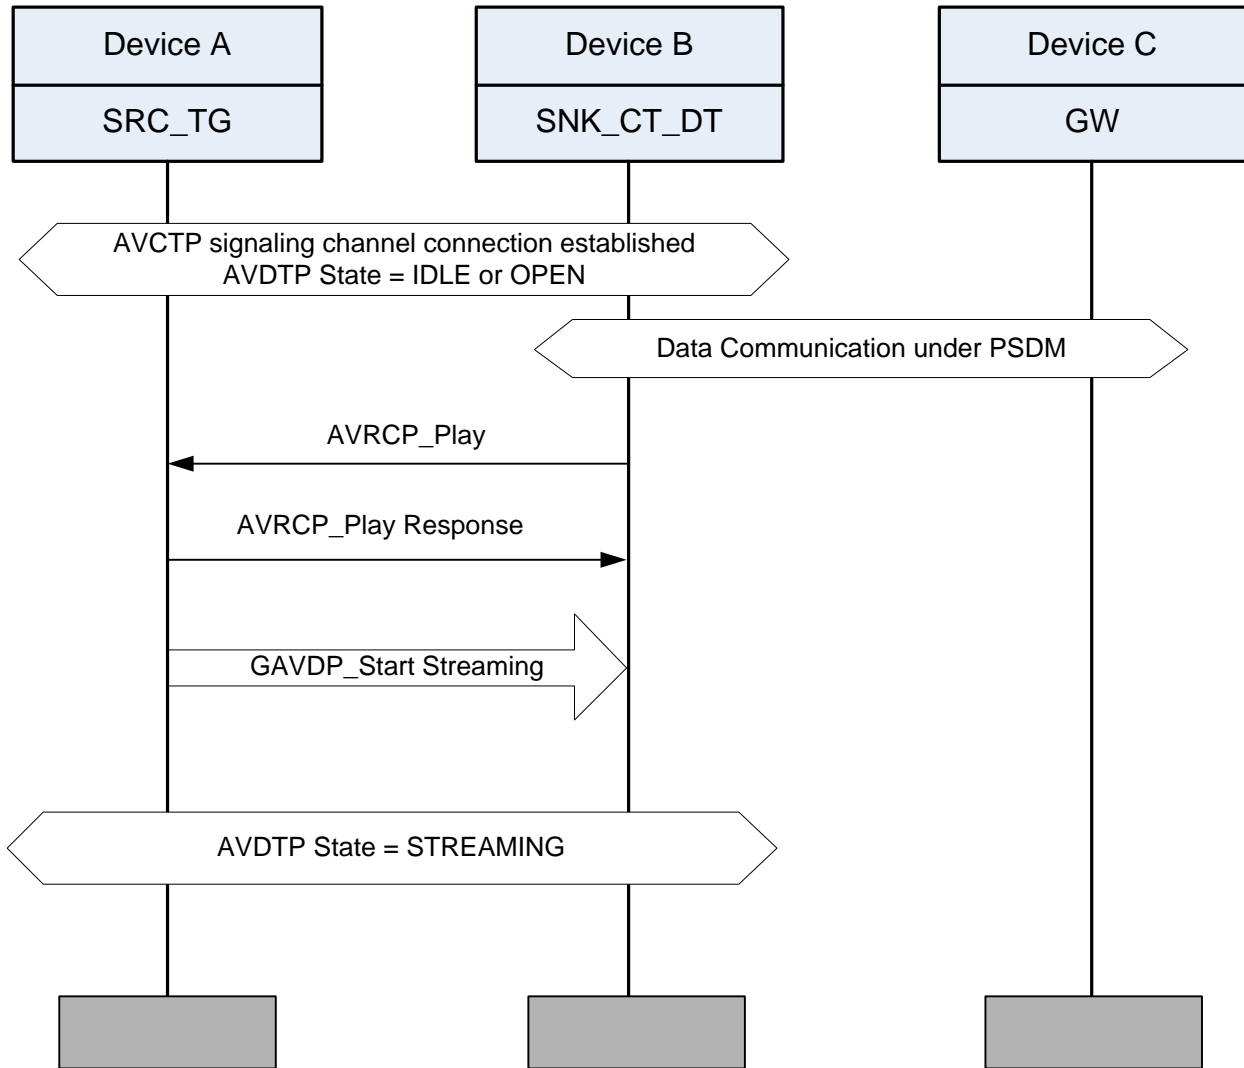 Device A
Device B
Device C
SRC_TG
SNK_CT_DT
GW
AVCTP signaling channel connection established
AVDTP State = IDLE or OPEN
Data Communication under PSDM
AVRCP_Play
AVRCP_Play Response
GAVDP_Start Streaming
AVDTP State = STREAMING